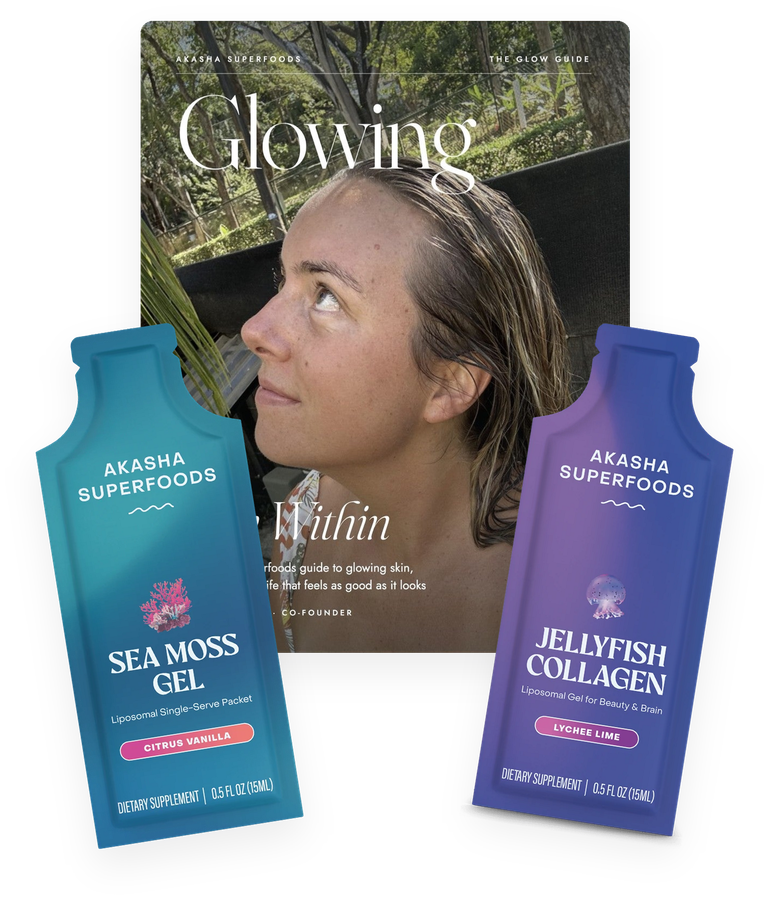 AKASHA SUPERFOODS
THE GLOW GUIDE
Glowing
Within
guide to glowing skin,
that feels as good as it looks
· CO-FOUNDER
AKASHA
SUPERFOODS
SEA MOSS
GEL
Liposomal Single-Serve Packet
CITRUS VANILLA
DIETARY SUPPLEMENT | 0.5 FL OZ (15ML)
AKASHA
SUPERFOODS
JELLYFISH
COLLAGEN
Liposomal Gel for Beauty & Brain
LYCHEE LIME
DIETARY SUPPLEMENT | 0.5 FL OZ (15ML)